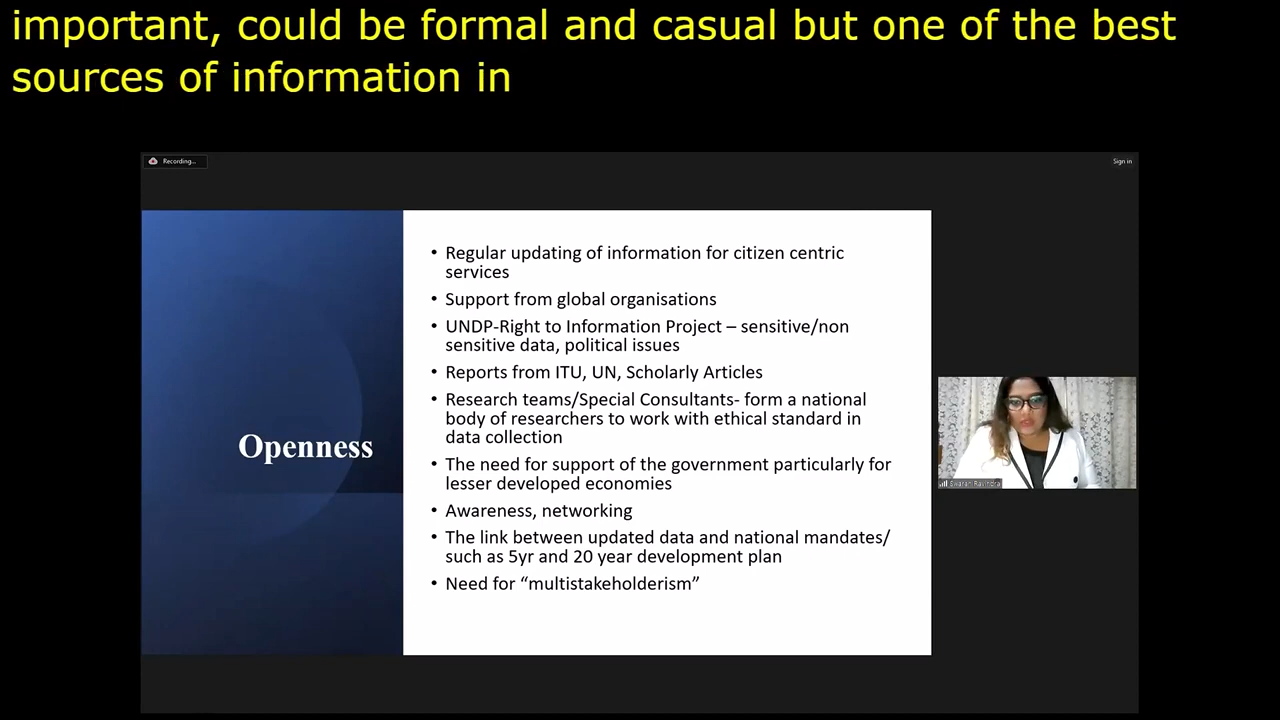 important, could be formal and casual but one of the best
sources of information in
Recording...
Sign in
Openness
• Regular updating of information for citizen centric
services
• Support from global organisations
• UNDP-Right to Information Project – sensitive/non
sensitive data, political issues
• Reports from ITU, UN, Scholarly Articles
• Research teams/Special Consultants- form a national
body of researchers to work with ethical standard in
data collection
• The need for support of the government particularly for
lesser developed economies
• Awareness, networking
• The link between updated data and national mandates/
such as 5yr and 20 year development plan
• Need for “multistakeholderism”
Swaran Ravindra